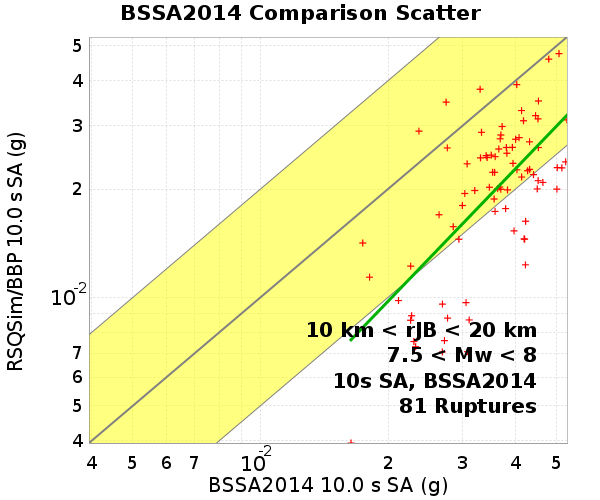 BSSA2014 Comparison Scatter
RSQSim/BBP 10.0 s SA (g)
5
4
3
2
10-2
7
6
5
4
10 km < rJB < 20 km
7.5 < Mw < 8
10s SA, BSSA2014
81 Ruptures
4 5 6 7 10-2 2 3 4 5
BSSA2014 10.0 s SA (g)